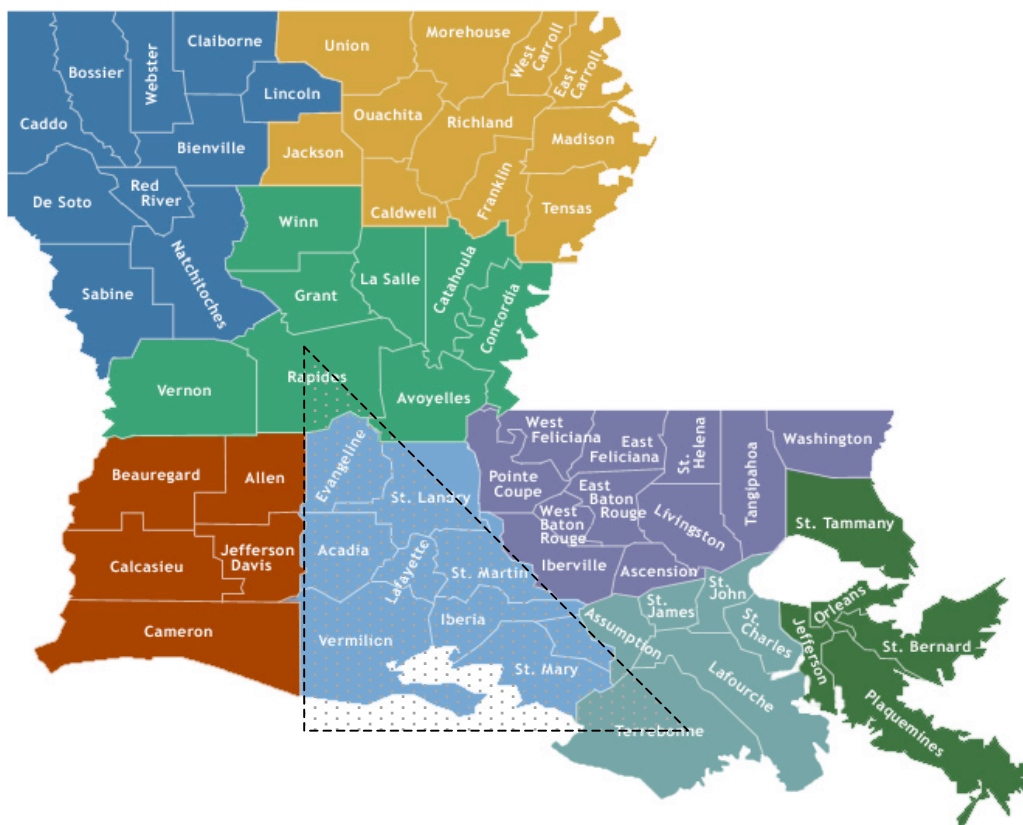 Claiborne
Union
Morehouse
West
Carroll
East
Carroll
Bossier
Webster
Lincoln
Caddo
Ouachita
Richland
Madison
Bienville
Jackson
Franklin
Red
River
De Soto
Caldwell
Tensas
Winn
Natchitoches
La Salle
Catahoula
Concordia
Sabine
Grant
Vernon
Rapides
Avoyelles
West
Feliciana
East
Feliciana
St. Helena
Tangipahoa
Washington
Beauregard
Allen
Evangeline
St. Landry
Pointe
Coupe
East
Baton
Rouge
West
Baton
Rouge
Livingston
St. Tammany
Calcasieu
Jefferson
Davis
Acadia
Lafayette
St. Martin
Iberville
Ascension
Cameron
Vermilicn
Iberia
St. Mary
Assumption
St.
James
St.
John
St.
Charles
Lafourche
Terrebonne
Jefferson
Orleans
St. Bernard
Plaquemines